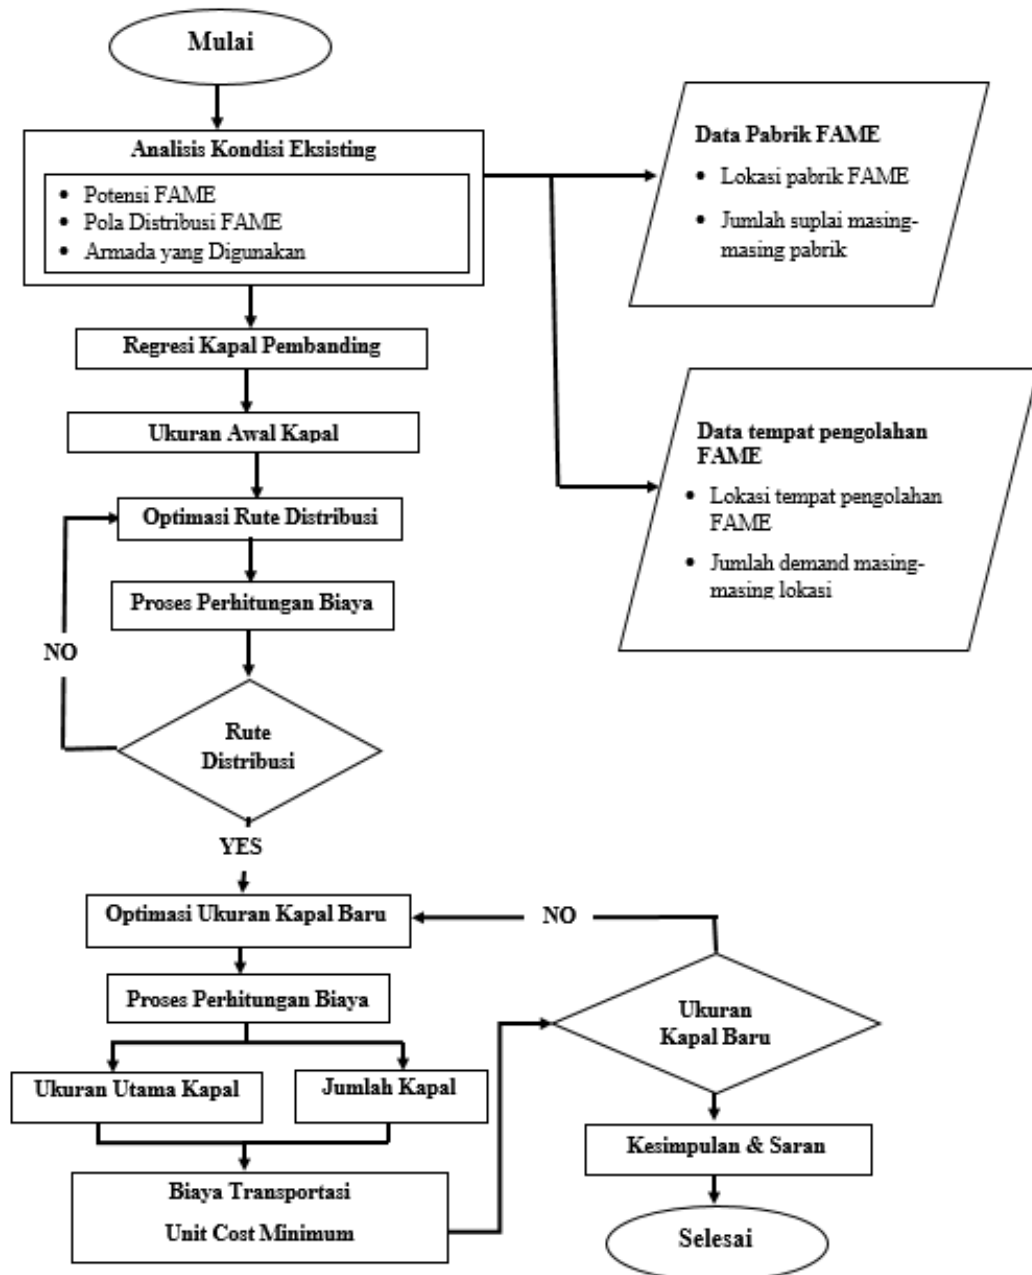 Mulai
Analisis Kondisi Eksisting
• Potensi FAME
• Pola Distribusi FAME
• Armada yang Digunakan
Data Pabrik FAME
• Lokasi pabrik FAME
• Jumlah suplai masing-
masing pabrik
Regresi Kapal Pembanding
Ukuran Awal Kapal
Data tempat pengolahan
FAME
• Lokasi tempat pengolahan
FAME
• Jumlah demand masing-
masing lokasi
Optimasi Rute Distribusi
Proses Perhitungan Biaya
NO
Rute
Distribusi
YES
Optimasi Ukuran Kapal Baru
NO
Proses Perhitungan Biaya
Ukuran
Kapal Baru
Ukuran Utama Kapal
Jumlah Kapal
Kesimpulan & Saran
Biaya Transportasi
Unit Cost Minimum
Selesai